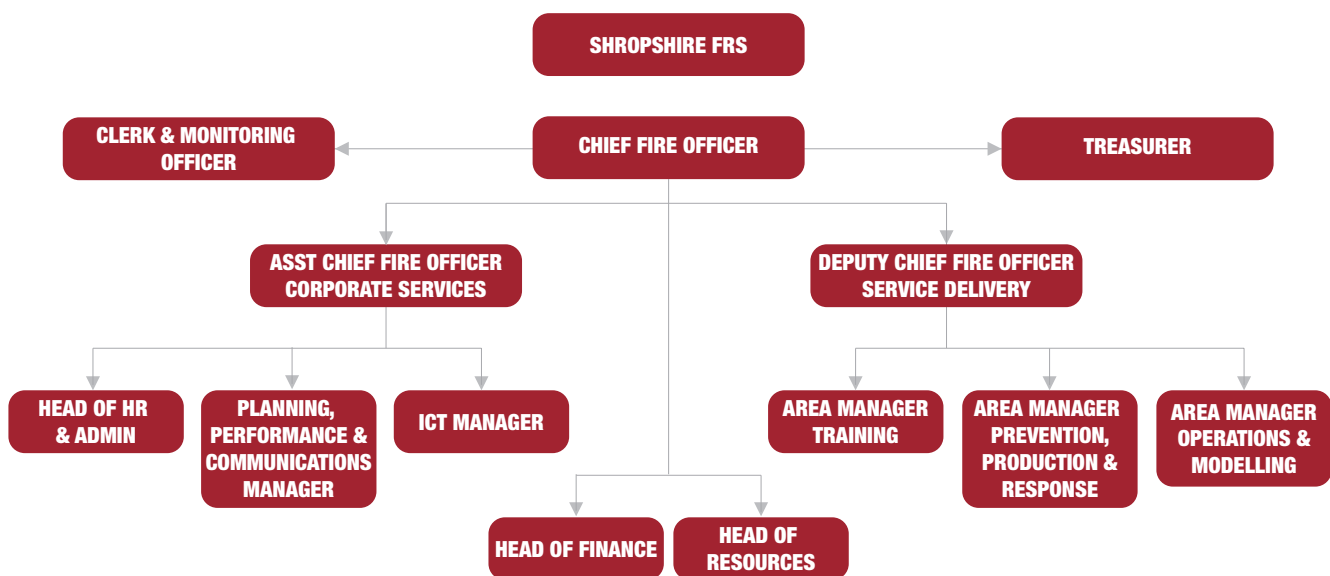 SHROPSHIRE FRS
CLERK & MONITORING
OFFICER
CHIEF FIRE OFFICER
TREASURER
ASST CHIEF FIRE OFFICER
CORPORATE SERVICES
DEPUTY CHIEF FIRE OFFICER
SERVICE DELIVERY
HEAD OF HR
& ADMIN
PLANNING,
PERFORMANCE &
COMMUNICATIONS
MANAGER
ICT MANAGER
AREA MANAGER
TRAINING
AREA MANAGER
PREVENTION,
PRODUCTION &
RESPONSE
AREA MANAGER
OPERATIONS &
MODELLING
HEAD OF FINANCE
HEAD OF
RESOURCES